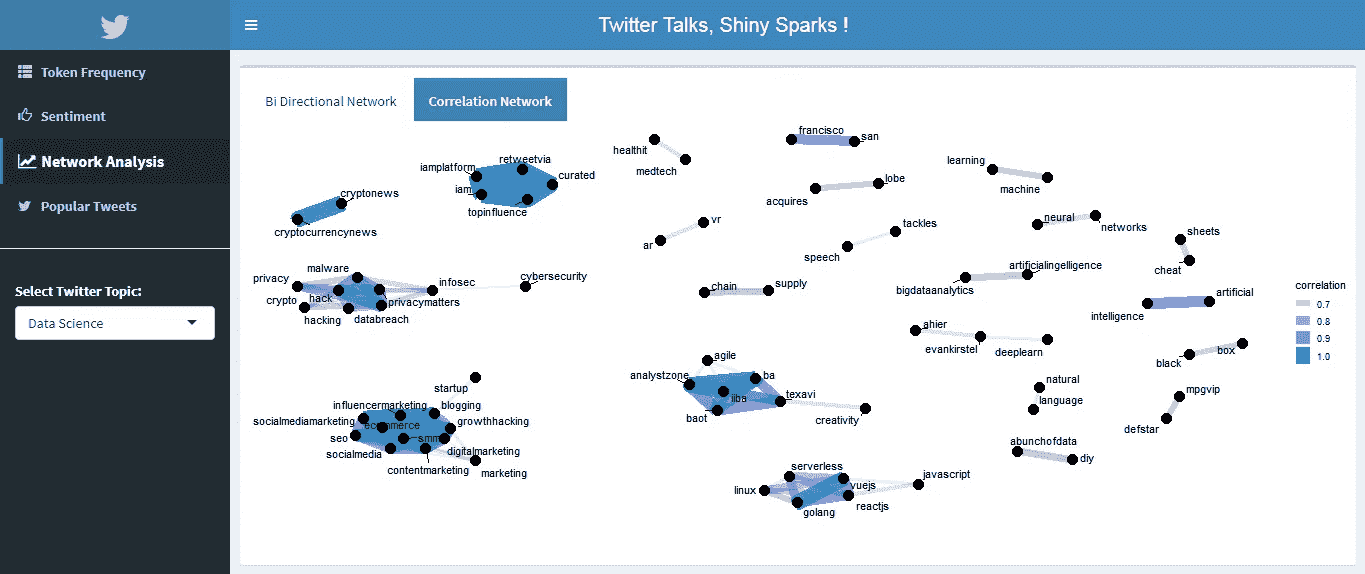 Twitter Talks, Shiny Sparks !
Token Frequency
Sentiment
Network Analysis
Popular Tweets
Select Twitter Topic:
Data Science
Bi Directional Network
Correlation Network
francisco
san
healthit
medtech
retweetvia
iamplatform
curated
iam
topinfluence
learning
machine
lobe
acquires
cryptonews
cryptocurrencynews
vr
ar
tackles
speech
neural
networks
sheets
cheat
malware
privacy
infosec
cybersecurity
crypto
hack
privacymatters
hacking
databreach
chain
supply
artificialingelligence
bigdataanalytics
artificial
intelligence
correlation
0.7
0.8
0.9
1.0
ahier
evankirstel
deeplearn
box
black
agile
analystzone
ba
iiba
texavi
baot
creativity
natural
language
mpgvip
defstar
startup
influencermarketing
blogging
socialmediamarketing
ecommerce
growthhacking
seo
smm
socialmedia
digitalmarketing
contentmarketing
marketing
abunchofdata
diy
serverless
javascript
linux
vuejs
golang
reactjs